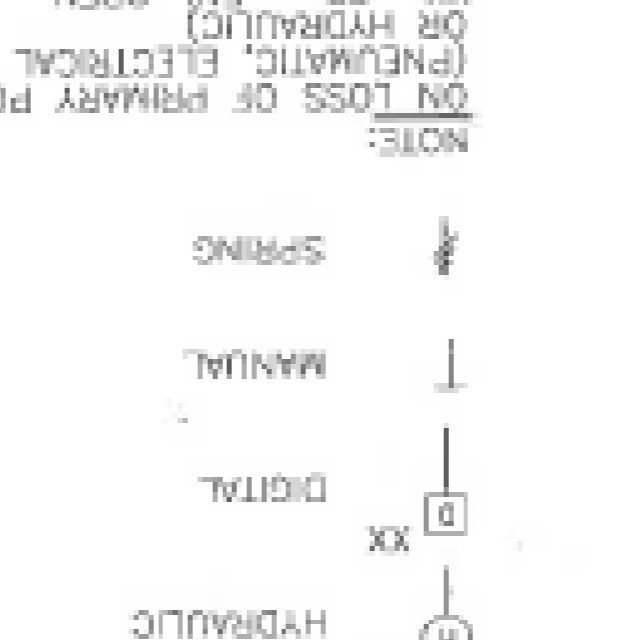 H HYDRAULIC
XX
D
DIGITAL
MANUAL
SPRING
NOTE:
ON LOSS OF PRIMARY
(PNEUMATIC, ELECTRICAL
OR HYDRAULIC)